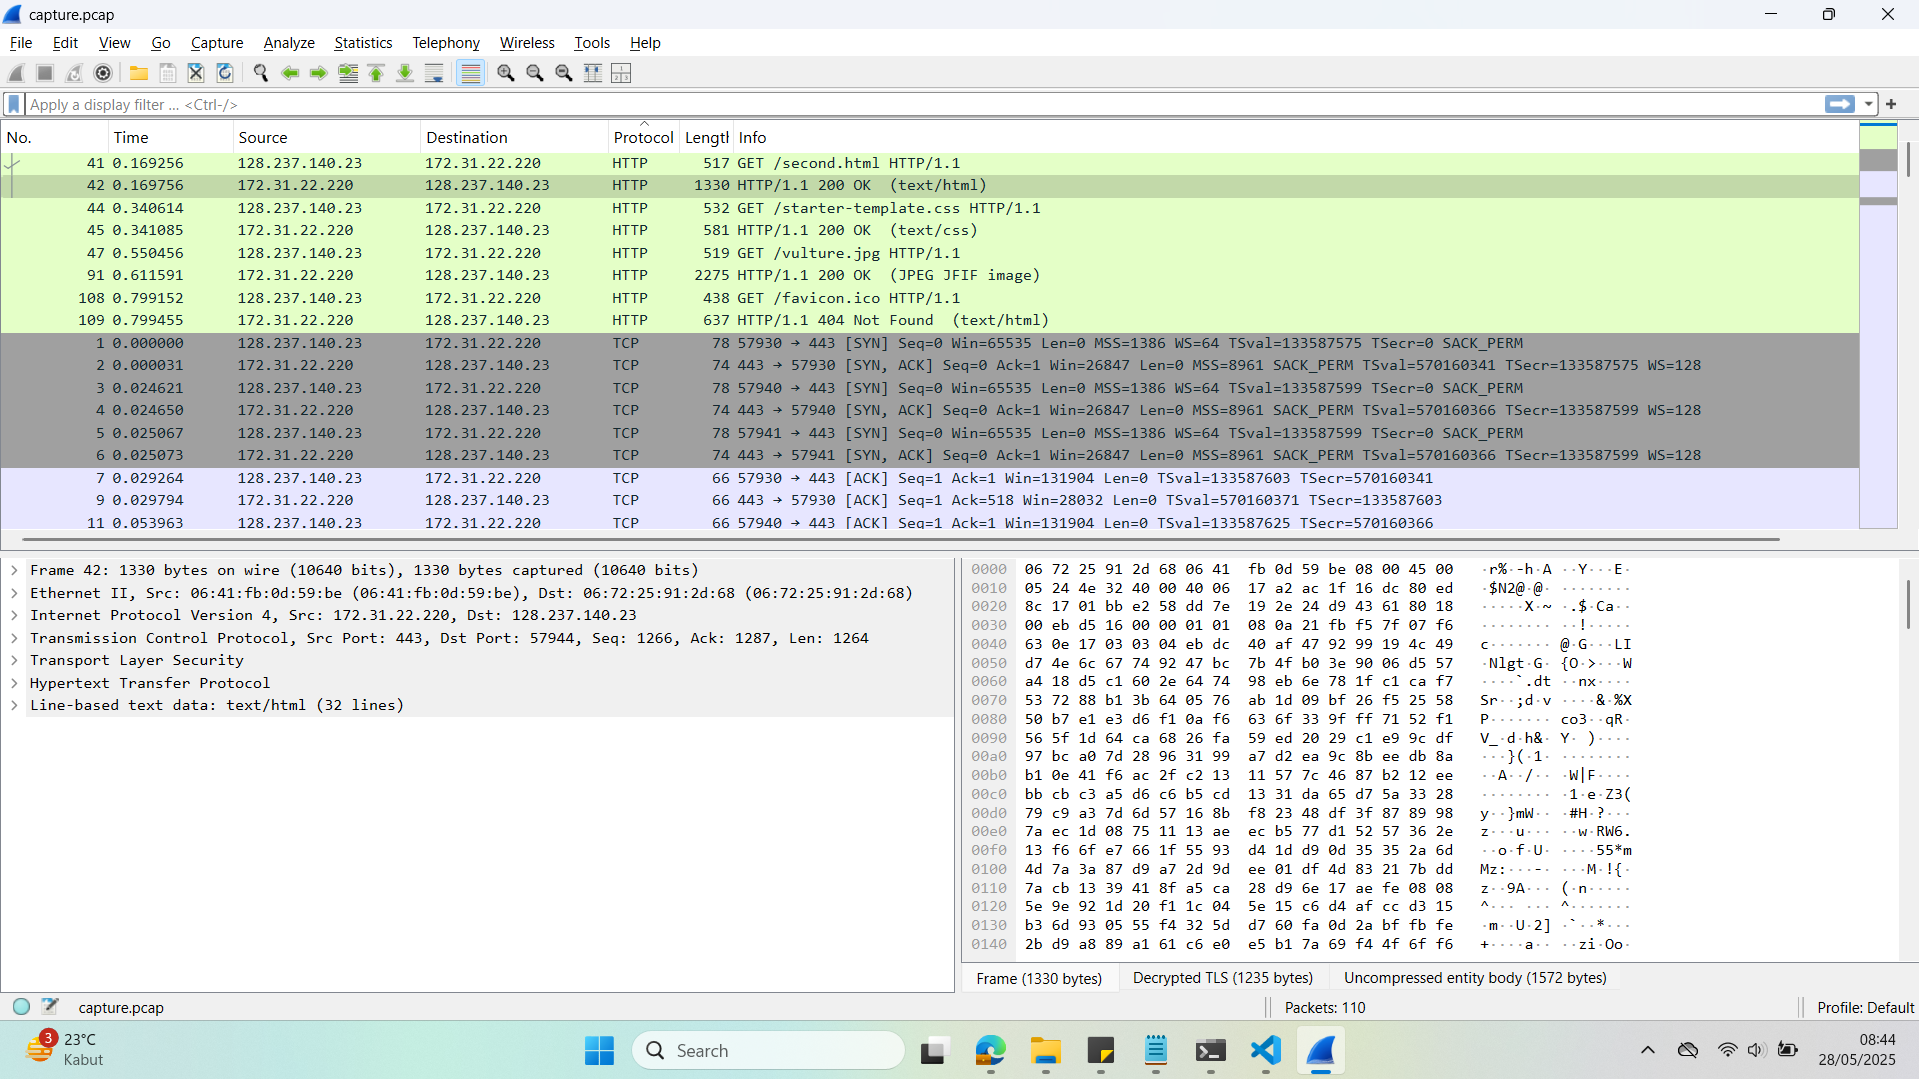 capture.pcap
File Edit View Go Capture Analyze Statistics Telephony Wireless Tools Help
Apply a display filter … <Ctrl-/>
No. Time Source Destination Protocol Length Info
41 0.169256 128.237.140.23 172.31.22.220 HTTP 517 GET /second.html HTTP/1.1
42 0.169756 172.31.22.220 128.237.140.23 HTTP 1330 HTTP/1.1 200 OK (text/html)
44 0.340614 128.237.140.23 172.31.22.220 HTTP 532 GET /starter-template.css HTTP/1.1
45 0.341085 172.31.22.220 128.237.140.23 HTTP 581 HTTP/1.1 200 OK (text/css)
47 0.550456 128.237.140.23 172.31.22.220 HTTP 519 GET /vulture.jpg HTTP/1.1
91 0.611591 172.31.22.220 128.237.140.23 HTTP 2275 HTTP/1.1 200 OK (JPEG JFIF image)
108 0.799152 128.237.140.23 172.31.22.220 HTTP 438 GET /favicon.ico HTTP/1.1
109 0.799455 172.31.22.220 128.237.140.23 HTTP 637 HTTP/1.1 404 Not Found (text/html)
1 0.000000 128.237.140.23 172.31.22.220 TCP 78 57930 → 443 [SYN] Seq=0 Win=65535 Len=0 MSS=1386 WS=64 TSval=133587575 TSecr=0 SACK_PERM
2 0.000031 172.31.22.220 128.237.140.23 TCP 74 443 → 57930 [SYN, ACK] Seq=0 Ack=1 Win=26847 Len=0 MSS=8961 SACK_PERM TSval=570160341 TSecr=133587575 WS=128
3 0.024621 128.237.140.23 172.31.22.220 TCP 78 57940 → 443 [SYN] Seq=0 Win=65535 Len=0 MSS=1386 WS=64 TSval=133587599 TSecr=0 SACK_PERM
4 0.024650 172.31.22.220 128.237.140.23 TCP 74 443 → 57940 [SYN, ACK] Seq=0 Ack=1 Win=26847 Len=0 MSS=8961 SACK_PERM TSval=570160366 TSecr=133587599 WS=128
5 0.025067 128.237.140.23 172.31.22.220 TCP 78 57941 → 443 [SYN] Seq=0 Win=65535 Len=0 MSS=1386 WS=64 TSval=133587599 TSecr=0 SACK_PERM
6 0.025073 172.31.22.220 128.237.140.23 TCP 74 443 → 57941 [SYN, ACK] Seq=0 Ack=1 Win=26847 Len=0 MSS=8961 SACK_PERM TSval=570160366 TSecr=133587599 WS=128
7 0.029264 128.237.140.23 172.31.22.220 TCP 66 57930 → 443 [ACK] Seq=1 Ack=1 Win=131904 Len=0 TSval=133587603 TSecr=570160341
9 0.029794 172.31.22.220 128.237.140.23 TCP 66 443 → 57930 [ACK] Seq=1 Ack=518 Win=28032 Len=0 TSval=570160371 TSecr=133587603
11 0.053963 128.237.140.23 172.31.22.220 TCP 66 57940 → 443 [ACK] Seq=1 Ack=1 Win=131904 Len=0 TSval=133587625 TSecr=570160366
Frame 42: 1330 bytes on wire (10640 bits), 1330 bytes captured (10640 bits)
Ethernet II, Src: 06:41:fb:0d:59:be (06:41:fb:0d:59:be), Dst: 06:72:25:91:2d:68 (06:72:25:91:2d:68)
Internet Protocol Version 4, Src: 172.31.22.220, Dst: 128.237.140.23
Transmission Control Protocol, Src Port: 443, Dst Port: 57944, Seq: 1266, Ack: 1287, Len: 1264
Transport Layer Security
Hypertext Transfer Protocol
Line-based text data: text/html (32 lines)
0000 06 72 25 91 2d 68 06 41 fb 0d 59 be 08 00 45 00 ·r%·-h·A ··Y···E·
0010 05 24 4e 32 40 00 40 06 17 a2 ac 1f 16 dc 80 ed ·$N2@·@· ········
0020 8c 17 01 bb e2 58 dd 7e 19 2e 24 d9 43 61 80 18 ·····X·~ ·.$·Ca··
0030 00 eb d5 16 00 00 01 01 08 0a 21 fb f5 7f 07 f6 ········ ··!·····
0040 63 0e 17 03 03 04 eb dc 40 af 47 92 99 19 4c 49 c······· @·G···LI
0050 d7 4e 6c 67 74 92 47 bc 7b 4f b0 3e 90 06 d5 57 ·Nlgt·G· {O·>···W
0060 a4 18 d5 c1 60 2e 64 74 98 eb 6e 78 1f c1 ca f7 ····`.dt ··nx····
0070 53 72 88 b1 3b 64 05 76 ab 1d 09 bf 26 f5 25 58 Sr··;d·v ····&·%X
0080 50 b7 e1 e3 d6 f1 0a f6 63 6f 33 9f ff 71 52 f1 P······· co3··qR·
0090 56 5f 1d 64 ca 68 26 fa 59 ed 20 29 c1 e9 9c df V_·d·h&· Y· )····
00a0 97 bc a0 7d 28 96 31 99 a7 d2 ea 9c 8b ee db 8a ···}(·1· ········
00b0 b1 0e 41 f6 ac 2f c2 13 11 57 7c 46 87 b2 12 ee ··A··/·· ·W|F····
00c0 bb cb c3 a5 d6 c6 b5 cd 13 31 da 65 d7 5a 33 28 ········ ·1·e·Z3(
00d0 79 c9 a3 7d 6d 57 16 8b f8 23 48 df 3f 87 89 98 y··}mW·· ·#H·?···
00e0 7a ec 1d 08 75 11 13 ae ec b5 77 d1 52 57 36 2e z···u··· ··w·RW6.
00f0 13 f6 6f e7 66 1f 55 93 d4 1d d9 0d 35 35 2a 6d ··o·f·U· ····55*m
0100 4d 7a 3a 87 d9 a7 2d 9d ee 01 df 4d 83 21 7b dd Mz:···-· ···M·!{·
0110 7a cb 13 39 41 8f a5 ca 28 d9 6e 17 ae fe 08 08 z··9A··· (·n·····
0120 5e 9e 92 1d 20 f1 1c 04 5e 15 c6 d4 af cc d3 15 ^··· ··· ^·······
0130 b3 6d 93 05 55 f4 32 5d d7 60 fa 0d 2a bf fb fe ·m··U·2] ·`··*···
0140 2b d9 a8 89 a1 61 c6 e0 e5 b1 7a 69 f4 4f 6f f6 +····a·· ··zi·Oo·
Frame (1330 bytes) Decrypted TLS (1235 bytes) Uncompressed entity body (1572 bytes)
capture.pcap Packets: 110 Profile: Default
3
23°C
Kabut
Search
08:44
28/05/2025